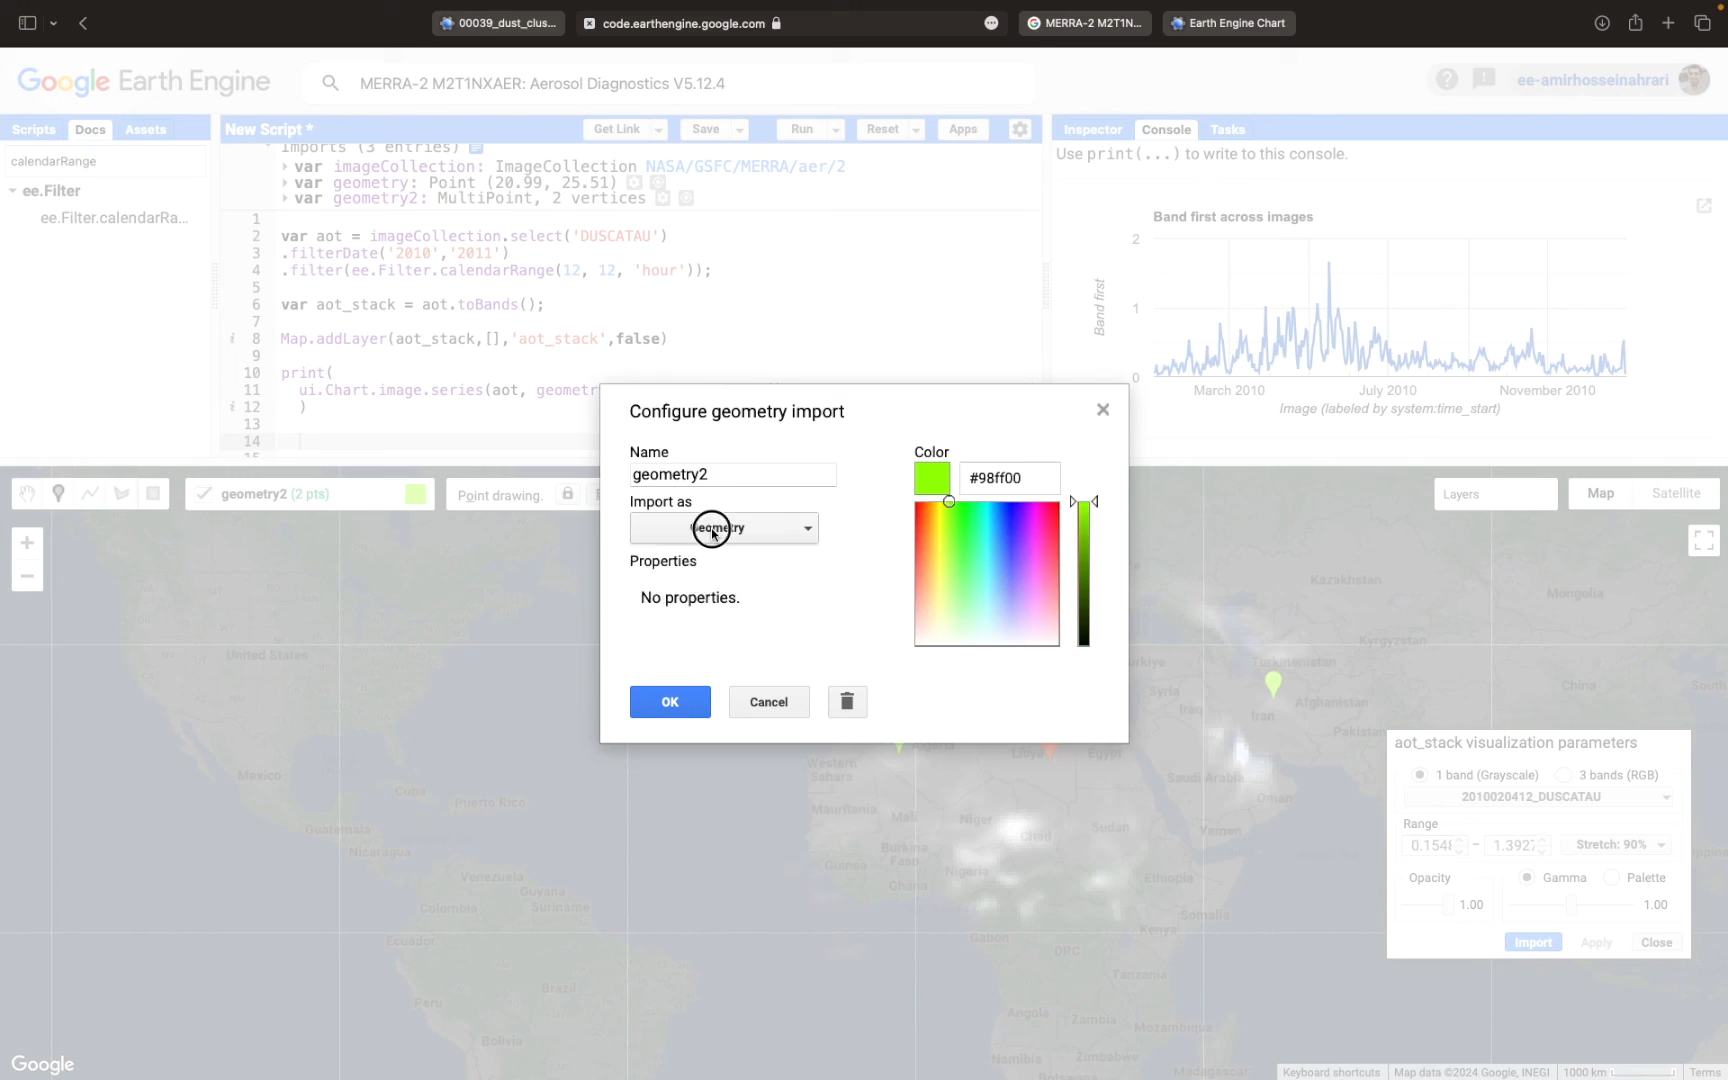 00039_dust_clus...
code.earthengine.google.com
MERRA-2 M2T1N...
Earth Engine Chart
Google Earth Engine
MERRA-2 M2T1NXAER: Aerosol Diagnostics V5.12.4
ee-amirhosseinahrari
Scripts
Docs
Assets
New Script *
Get Link
Save
Run
Reset
Apps
Inspector
Console
Tasks
calendarRange
ee.Filter
ee.Filter.calendarRa...
Imports (3 entries)
var imageCollection: ImageCollection NASA/GSFC/MERRA/aer/2
var geometry: Point (20.99, 25.51)
var geometry2: MultiPoint, 2 vertices
1
2 var aot = imageCollection.select('DUSCATAU')
3 .filterDate('2010','2011')
4 .filter(ee.Filter.calendarRange(12, 12, 'hour'));
5
6 var aot_stack = aot.toBands();
7
8 Map.addLayer(aot_stack,[],'aot_stack',false)
9
10 print(
11 ui.Chart.image.series(aot, geometr
12 )
13
14
15
Use print(...) to write to this console.
Band first across images
2
1
0
Band first
March 2010
July 2010
November 2010
Image (labeled by system:time_start)
Configure geometry import
Name
geometry2
Import as
Geometry
Properties
No properties.
OK
Cancel
Color
#98ff00
geometry2 (2 pts)
Point drawing.
Layers
Map
Satellite
Kazakhstan
Mongolia
Kyrgyzstan
Turkmenistan
China
South
Türkiye
Syria
Iraq
Iran
Afghanistan
Pakistan
United States
Mexico
Cuba
Puerto Rico
Guatemala
Nicaragua
Venezuela
Guyana
Suriname
Colombia
Ecuador
Brazil
Peru
Bolivia
Algeria
Libya
Egypt
Western
Sahara
Saudi Arabia
Oman
Mauritania
Mali
Niger
Chad
Sudan
Yemen
Burkina
Faso
Guinea
Nigeria
Ghana
Ethiopia
Somalia
Gabon
DRC
Kenya
Tanzania
Angola
Zambia
Mozambique
Namibia
Zimbabwe
Botswana
aot_stack visualization parameters
1 band (Grayscale)
3 bands (RGB)
2010020412_DUSCATAU
Range
0.154
–
1.392
Stretch: 90%
Opacity
Gamma
Palette
1.00
1.00
Import
Apply
Close
Google
Keyboard shortcuts
Map data ©2024 Google, INEGI
1000 km
Terms